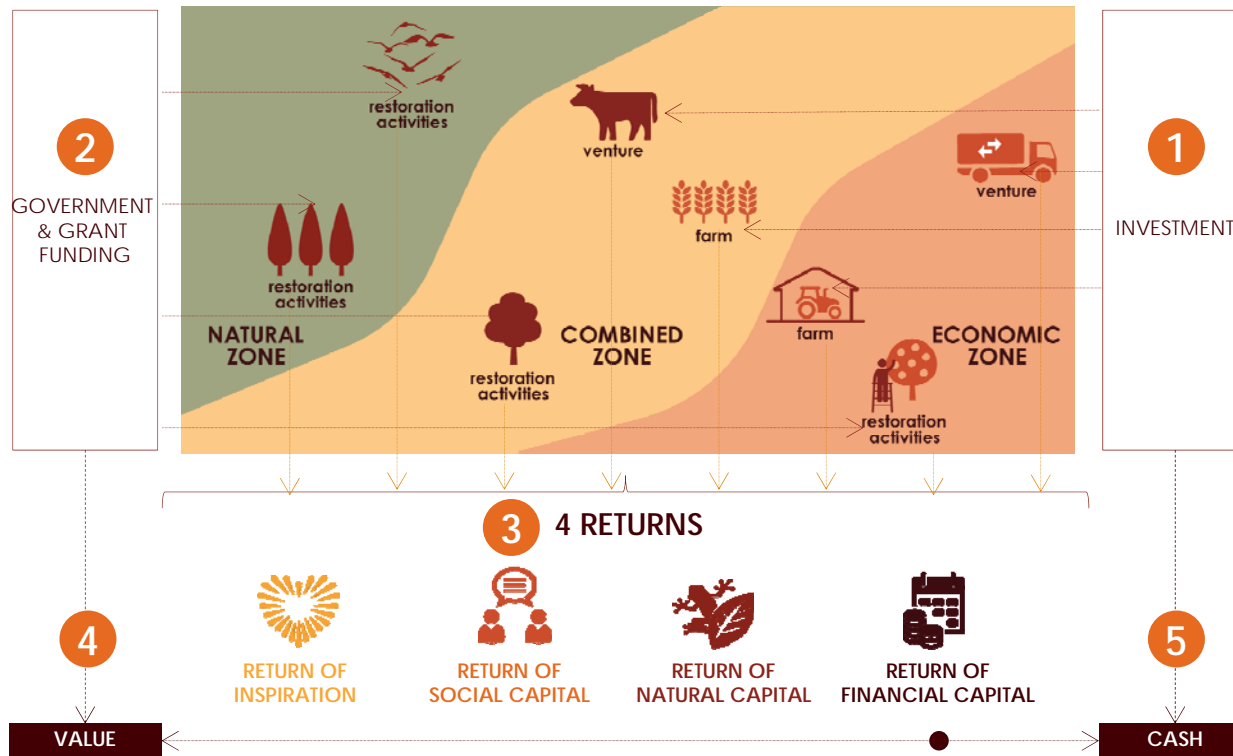 2
GOVERNMENT
& GRANT
FUNDING
restoration
activities
venture
1
INVESTMENT
venture
farm
restoration
activities
NATURAL
ZONE
COMBINED
ZONE
farm
ECONOMIC
ZONE
restoration
activities
restoration
activities
3
4 RETURNS
4
5
RETURN OF
INSPIRATION
RETURN OF
SOCIAL CAPITAL
RETURN OF
NATURAL CAPITAL
RETURN OF
FINANCIAL CAPITAL
VALUE
CASH